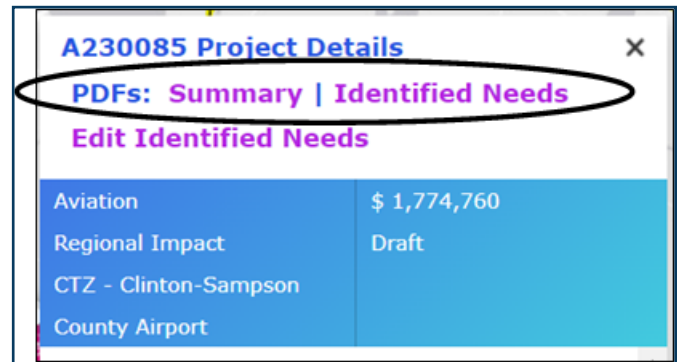 A230085 Project Details ×
PDFs: Summary | Identified Needs
Edit Identified Needs
Aviation $ 1,774,760
Regional Impact Draft
CTZ - Clinton-Sampson
County Airport